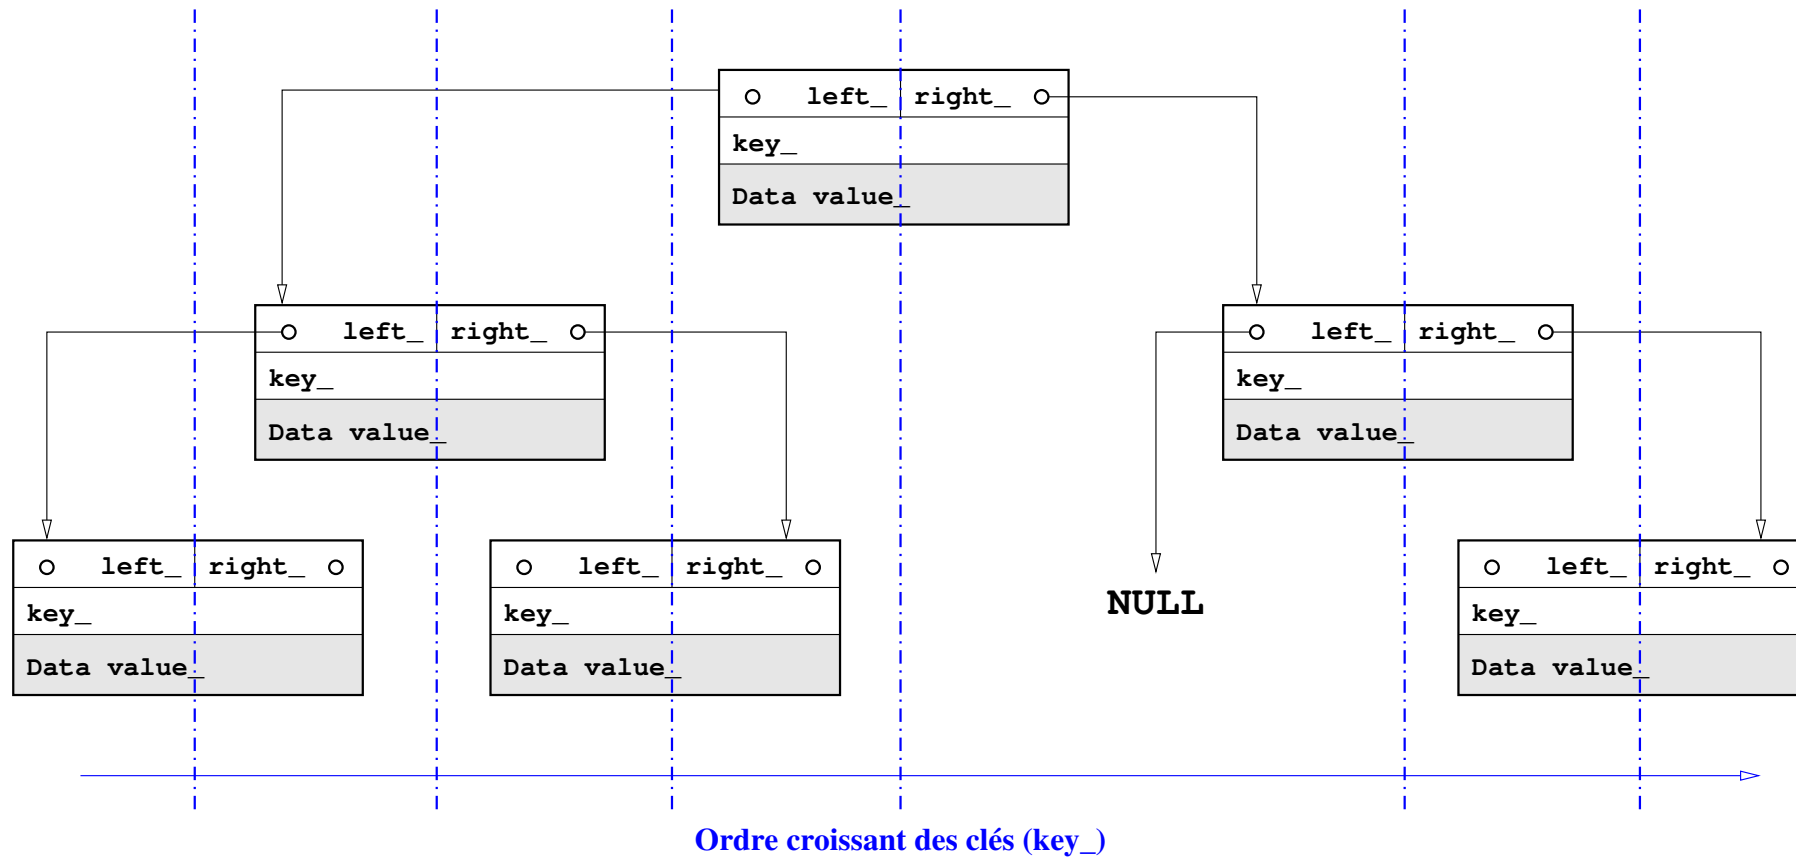 left_ right_
key_
Data value_
left_ right_
key_
Data value_
left_ right_
key_
Data value_
left_ right_
key_
Data value_
left_ right_
key_
Data value_
NULL
left_ right_
key_
Data value_
Ordre croissant des clés (key_)